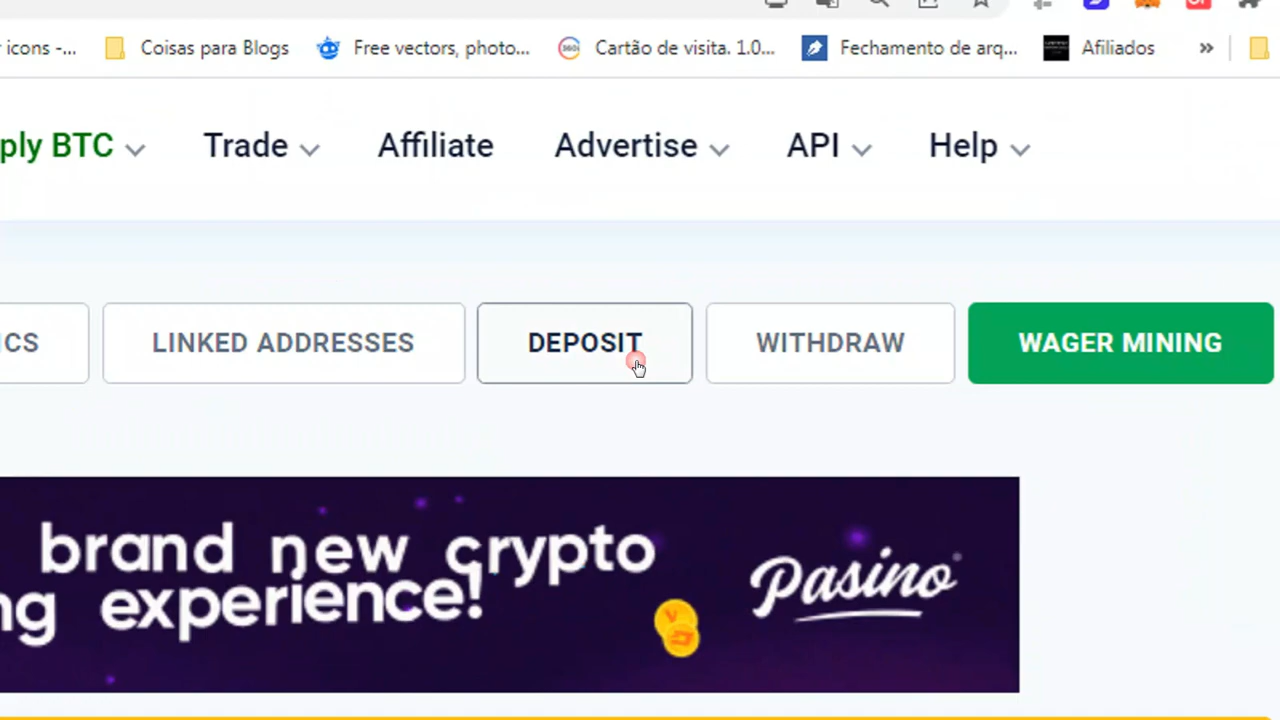 icons -...
Coisas para Blogs
Free vectors, photo...
Cartão de visita. 1.0...
Fechamento de arq...
Afiliados
»
ply BTC
Trade
Affiliate
Advertise
API
Help
ICS
LINKED ADDRESSES
DEPOSIT
WITHDRAW
WAGER MINING
brand new crypto
ng experience!
Pasino